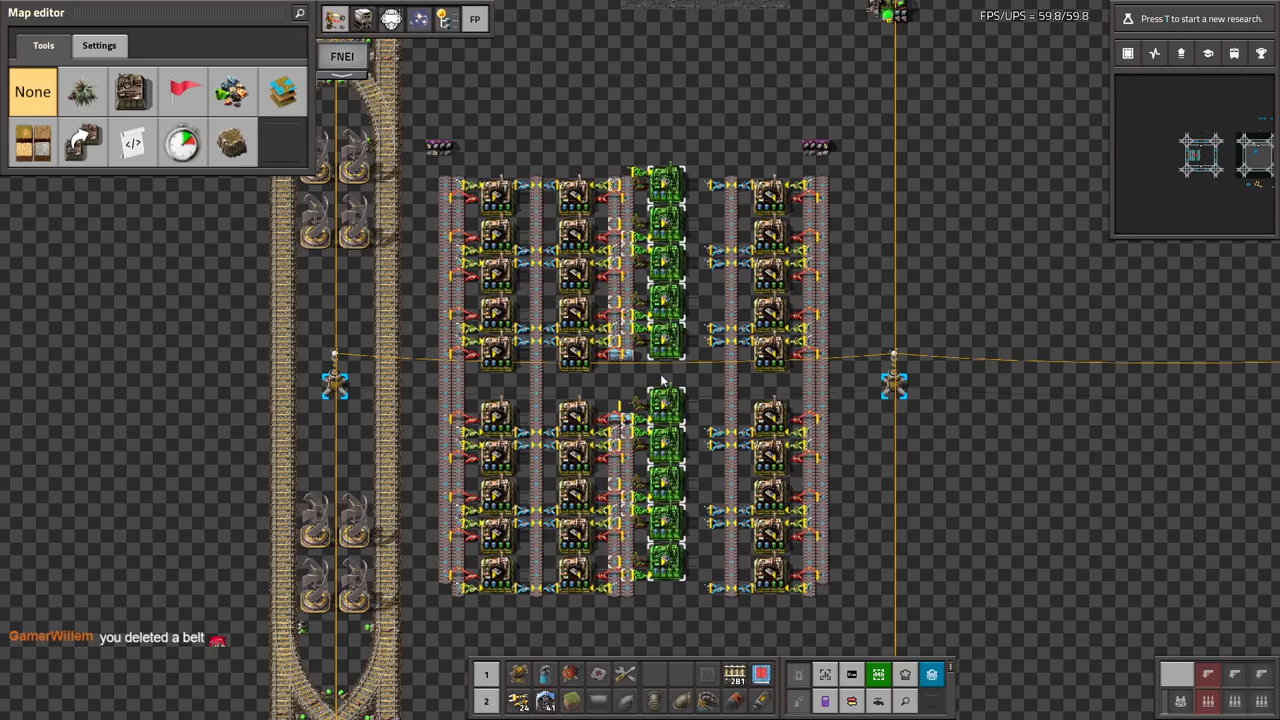 Map editor
FP
FPS/UPS = 59.8/59.8
Press T to start a new research.
Tools
Settings
FNEI
None
</>
GamerWillem you deleted a belt
1
281
2
24
41